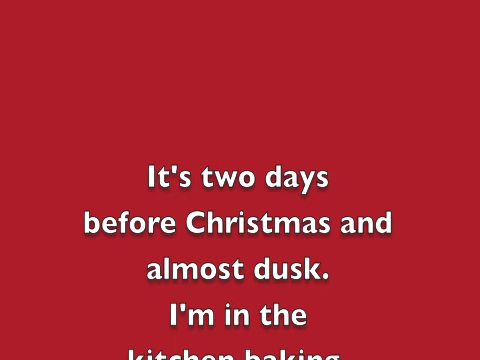 It's two days
before Christmas and
almost dusk.
I'm in the
kitchen baking